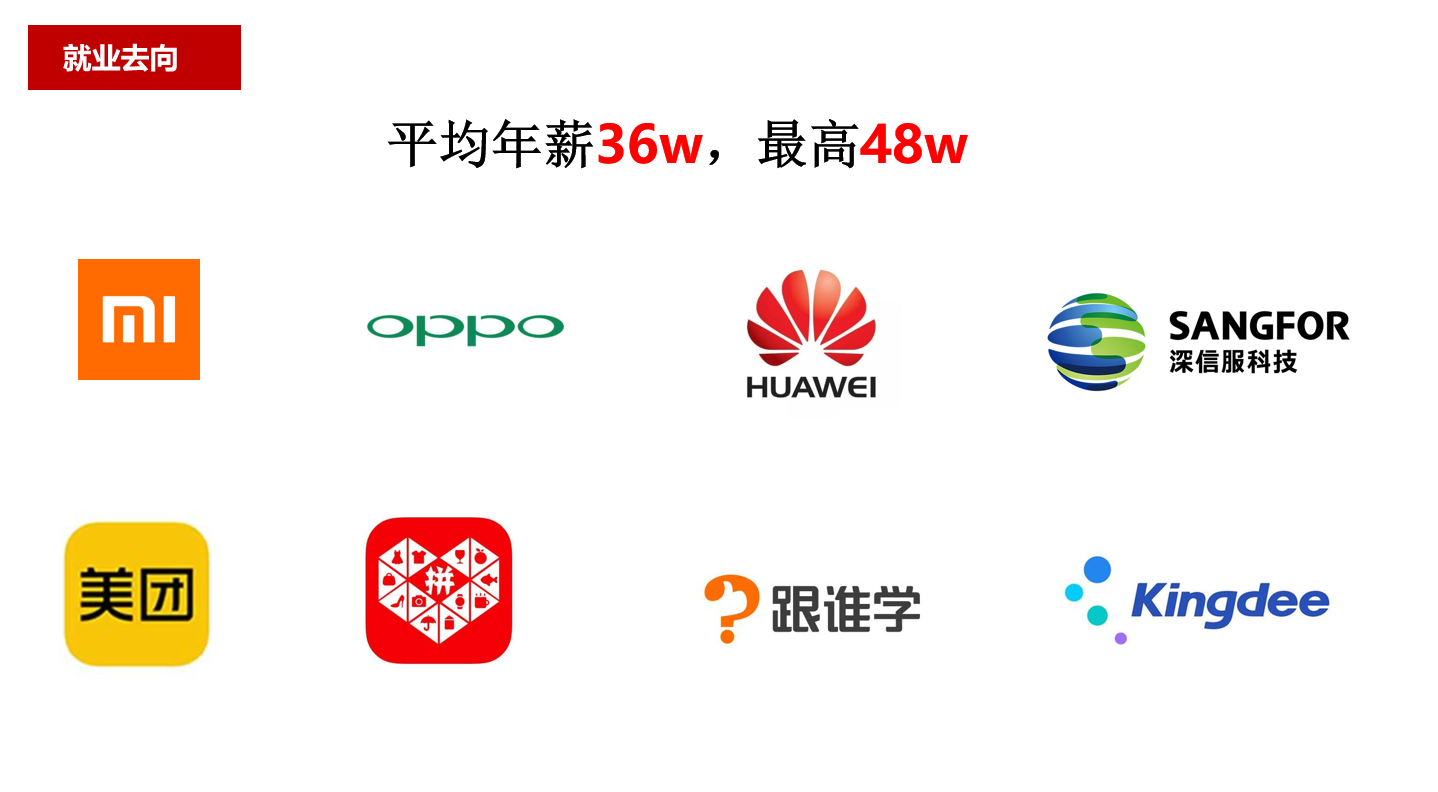 就业去向
平均年薪36w，最高48w
mi
oppo
HUAWEI
SANGFOR
深信服科技
美团
拼
跟谁学
Kingdee